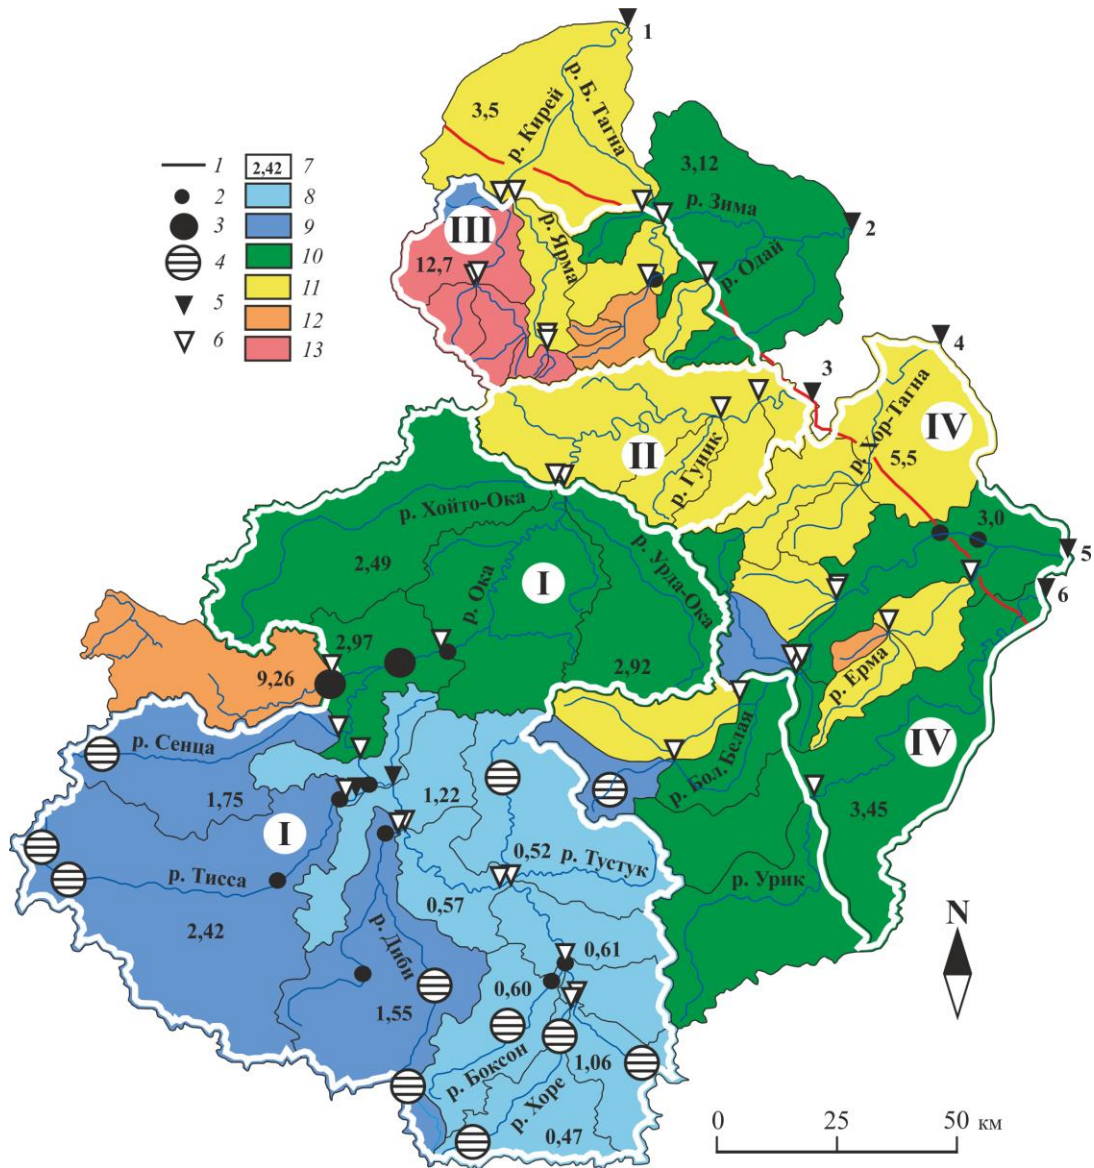 1
3,5
р. Кирей
р. Б. Тагна
1
2,42
7
2
8
3
9
4
10
5
11
6
12
13
3,12
р. Зима
2
III
р. Ярма
р. Одай
12,7
3
4
р. Хор-Тагна
IV
5,5
II
р. Гуник
р. Хойто-Ока
3,0
5
2,49
I
р. Ока
р. Урда-Ока
6
2,97
2,92
9,26
р. Ерма
р. Сенца
р. Бол. Белая
IV
1,75
1,22
3,45
I
0,52
р. Тустук
р. Тисса
р. Урик
0,57
2,42
N
р. Диби
0,61
0,60
1,55
р. Боксон
1,06
р. Хоре
0,47
0
25
50
км